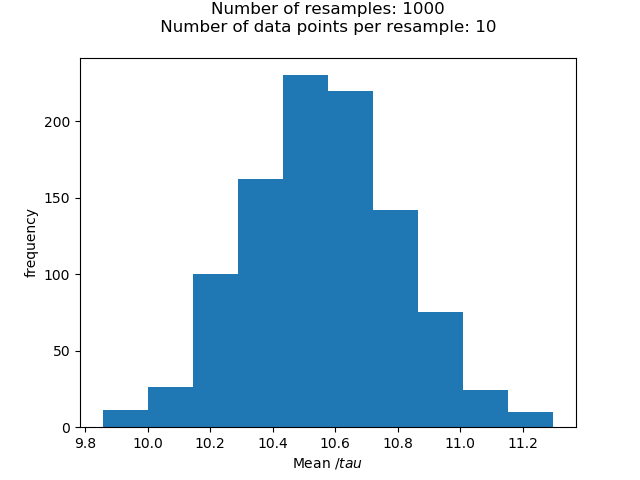 Number of resamples: 1000
Number of data points per resample: 10
frequency
200
150
100
50
0
9.8 10.0 10.2 10.4 10.6 10.8 11.0 11.2
Mean /tau